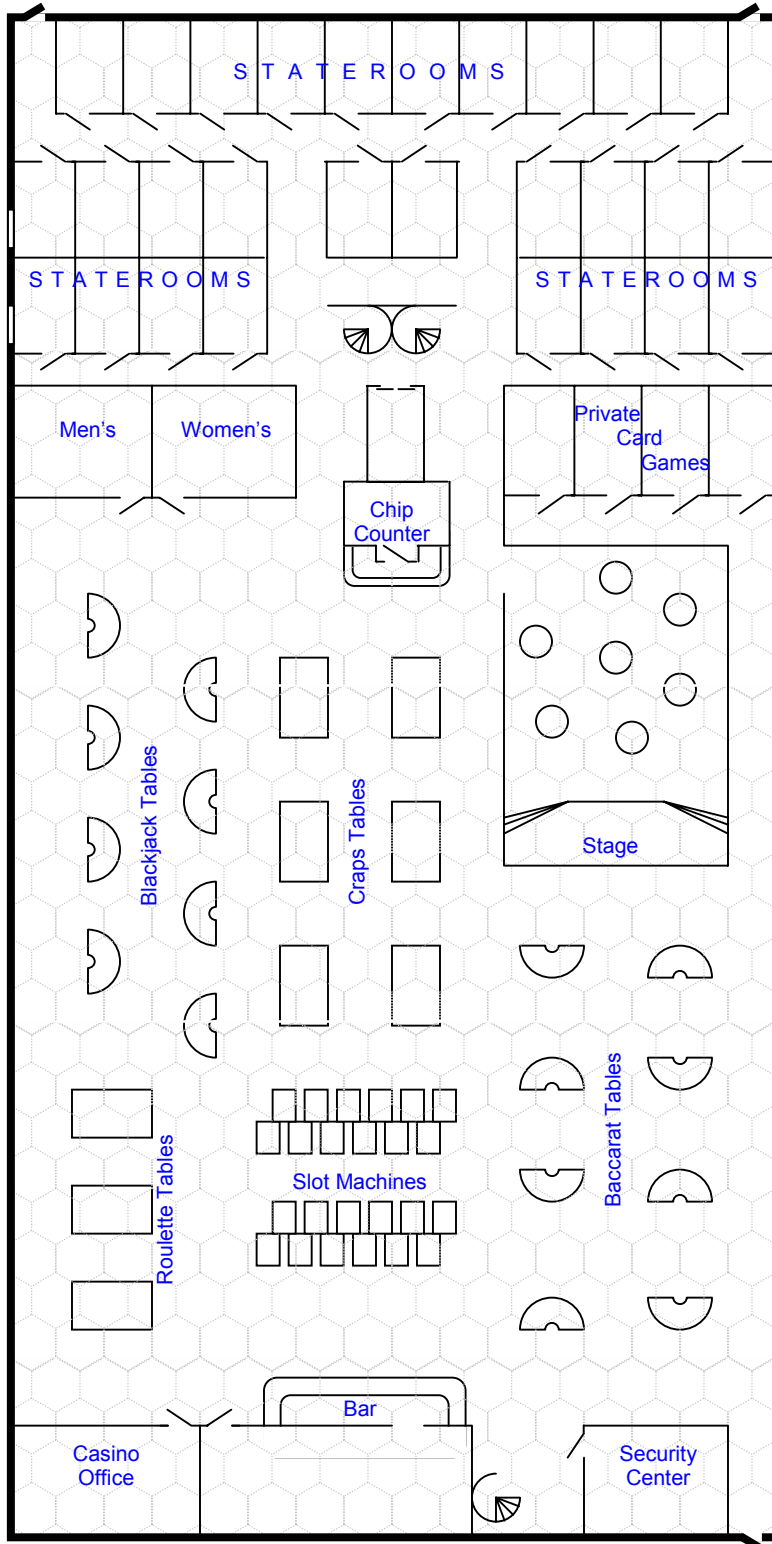 S T A T E R O O M S
S T A T E R O O M S
S T A T E R O O M S
Men's
Women's
Private
Card
Games
Chip
Counter
Blackjack Tables
Craps Tables
Stage
Roulette Tables
Slot Machines
Baccarat Tables
Bar
Casino
Office
Security
Center